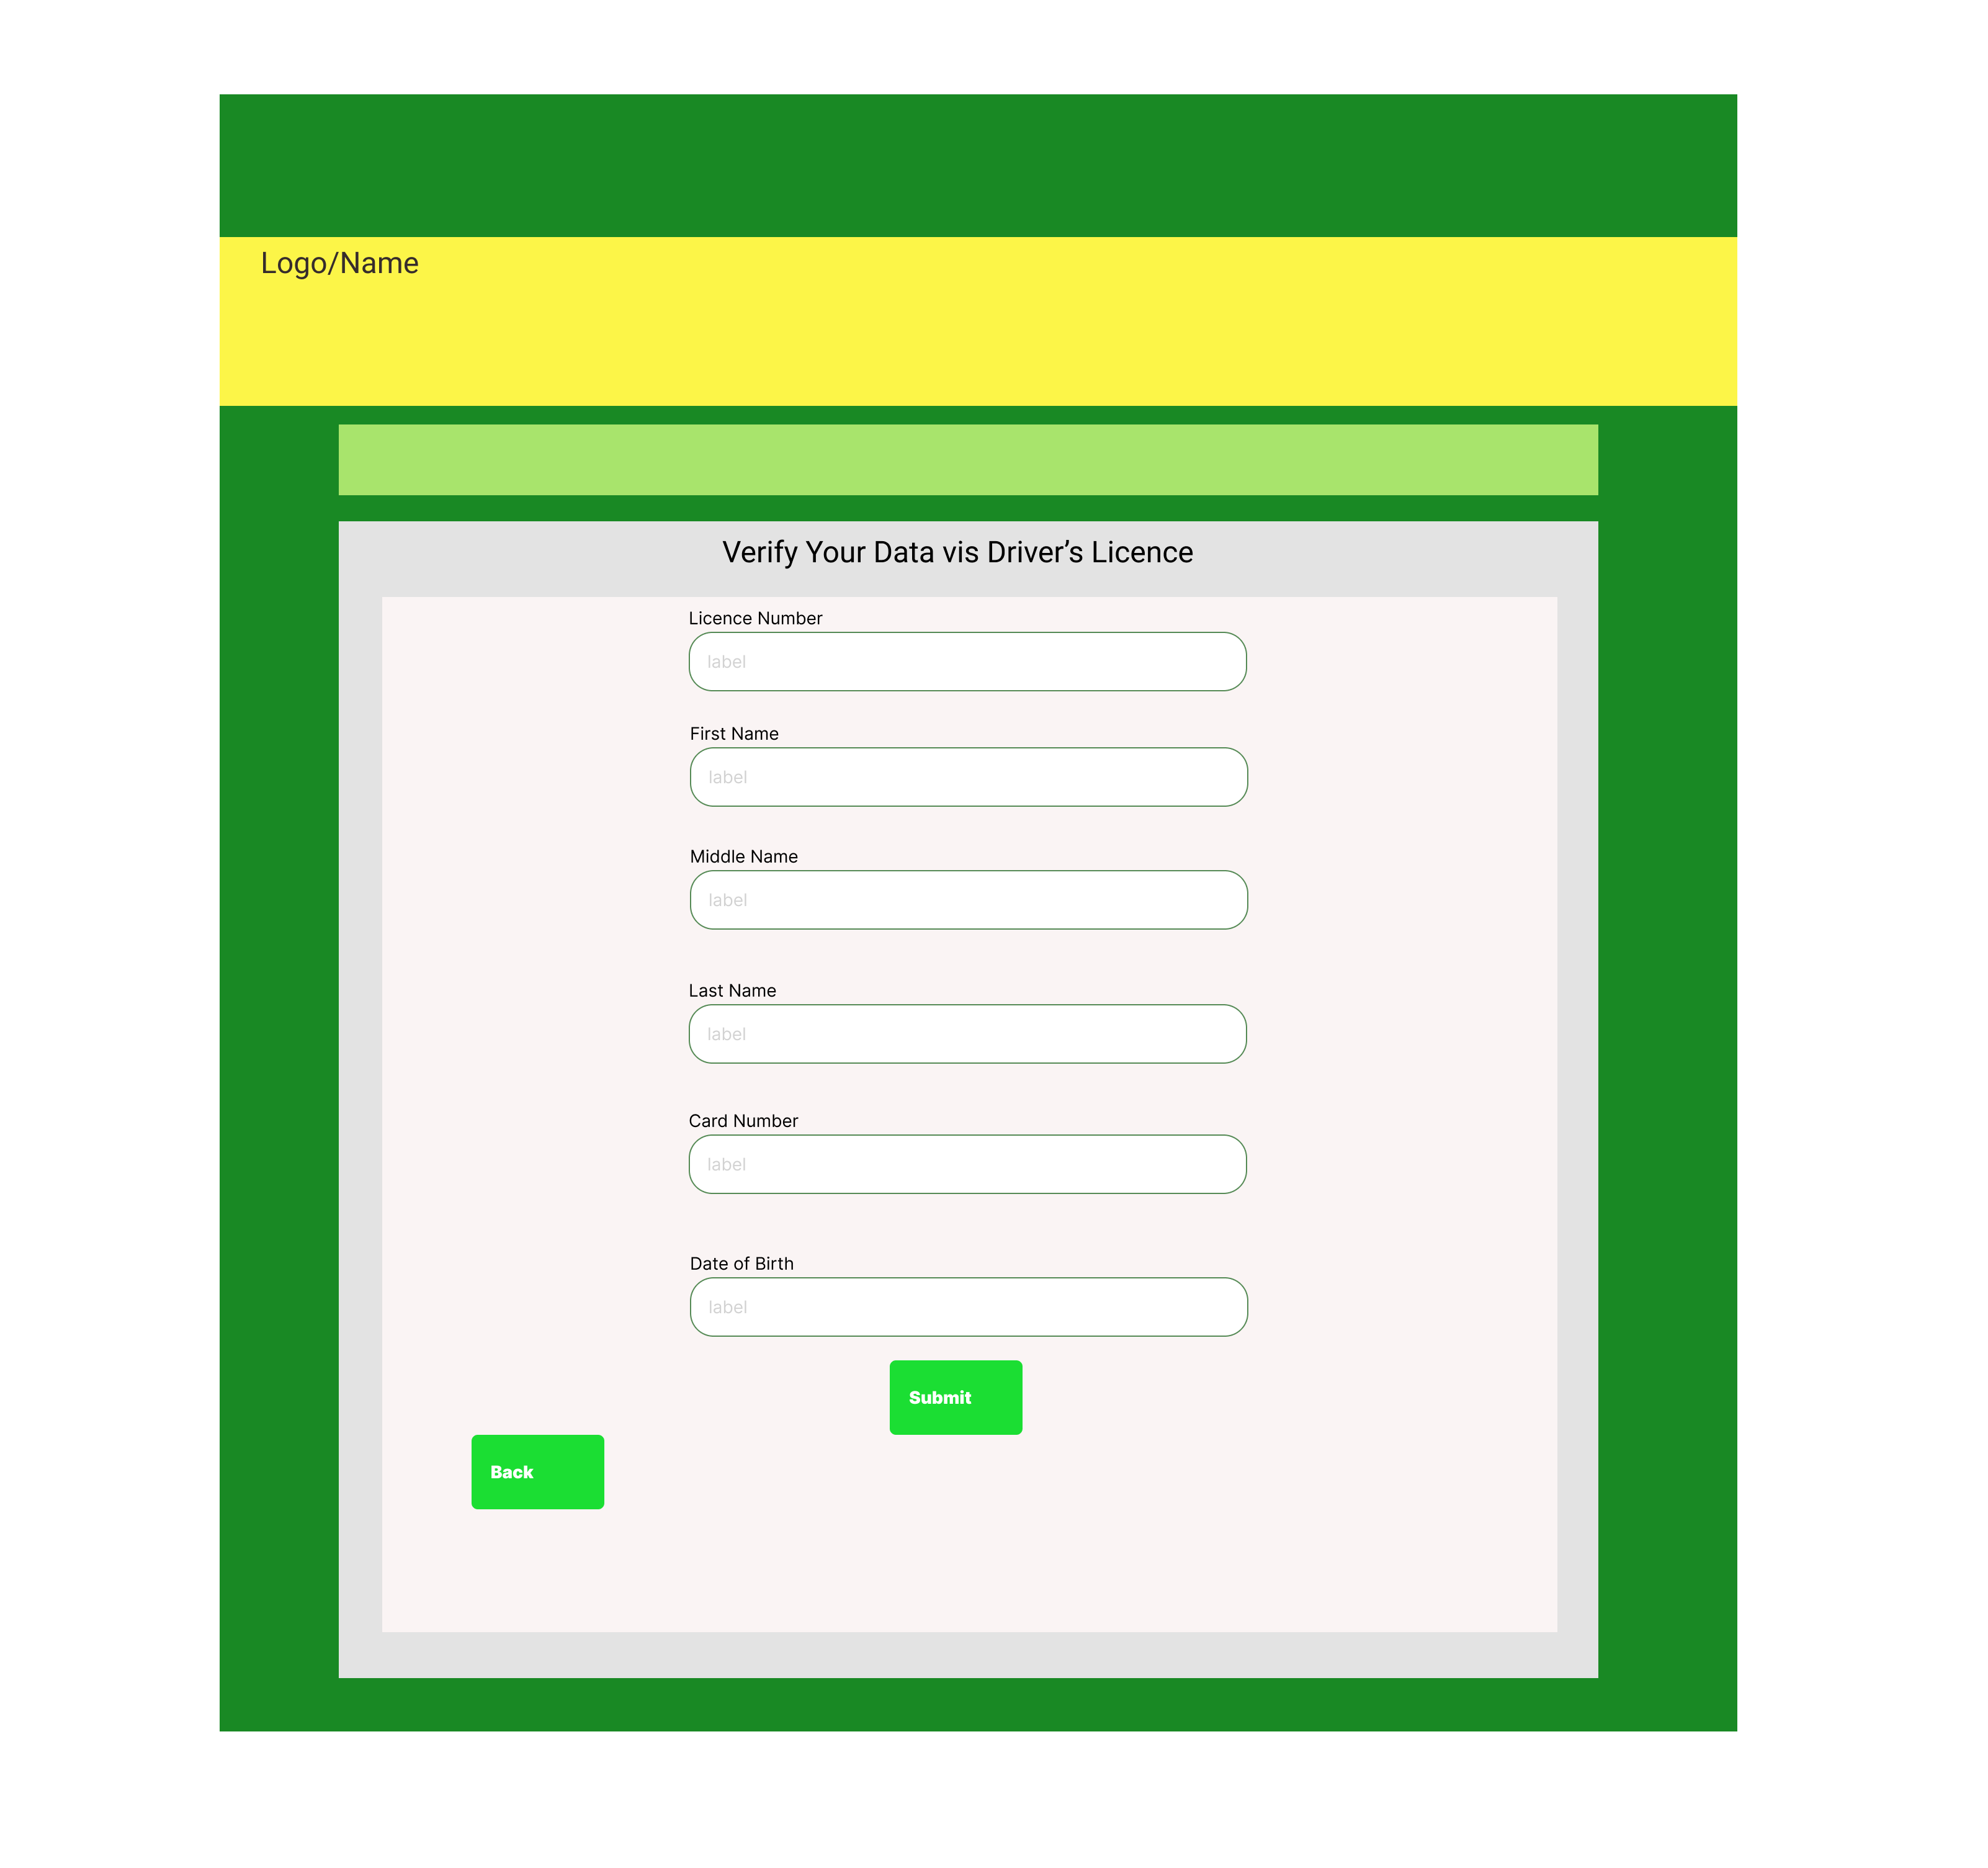 Logo/Name
Verify Your Data vis Driver’s Licence
Licence Number
label
First Name
label
Middle Name
label
Last Name
label
Card Number
label
Date of Birth
label
Submit
Back